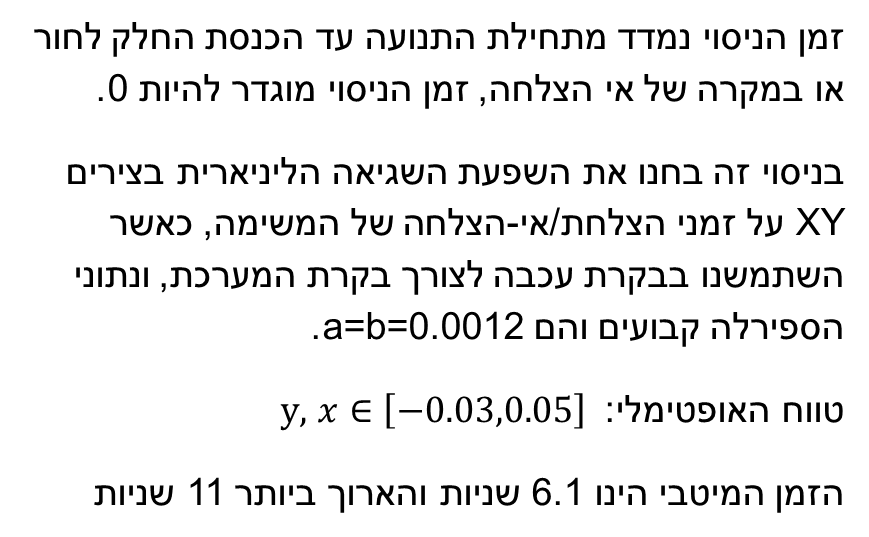 זמן הניסוי נמדד מתחילת התנועה עד הכנסת החלק לחור
או במקרה של אי הצלחה, זמן הניסוי מוגדר להיות 0.
בניסוי זה בחנו את השפעת השגיאה הליניארית בצירים
XY על זמני הצלחת/אי-הצלחה של המשימה, כאשר
השתמשנו בבקרת עכבה לצורך בקרת המערכת, ונתוני
הספירלה קבועים והם a=b=0.0012.
טווח האופטימלי: y, x ∈ [−0.03,0.05]
הזמן המיטבי הינו 6.1 שניות והארוך ביותר 11 שניות